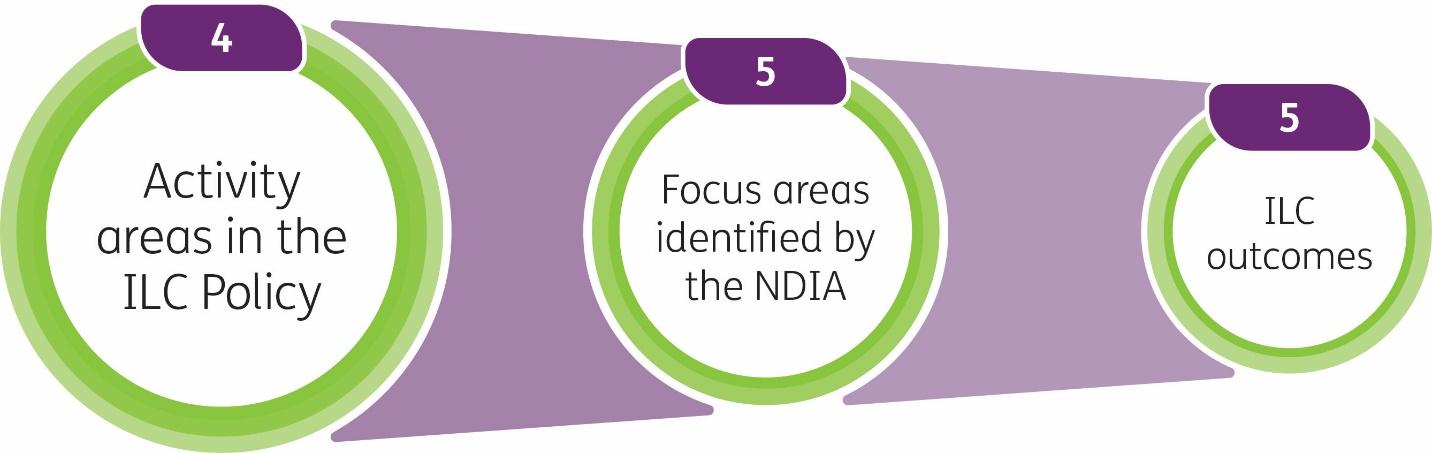 4
Activity
areas in the
ILC Policy
5
Focus areas
identified by
the NDIA
5
ILC
outcomes